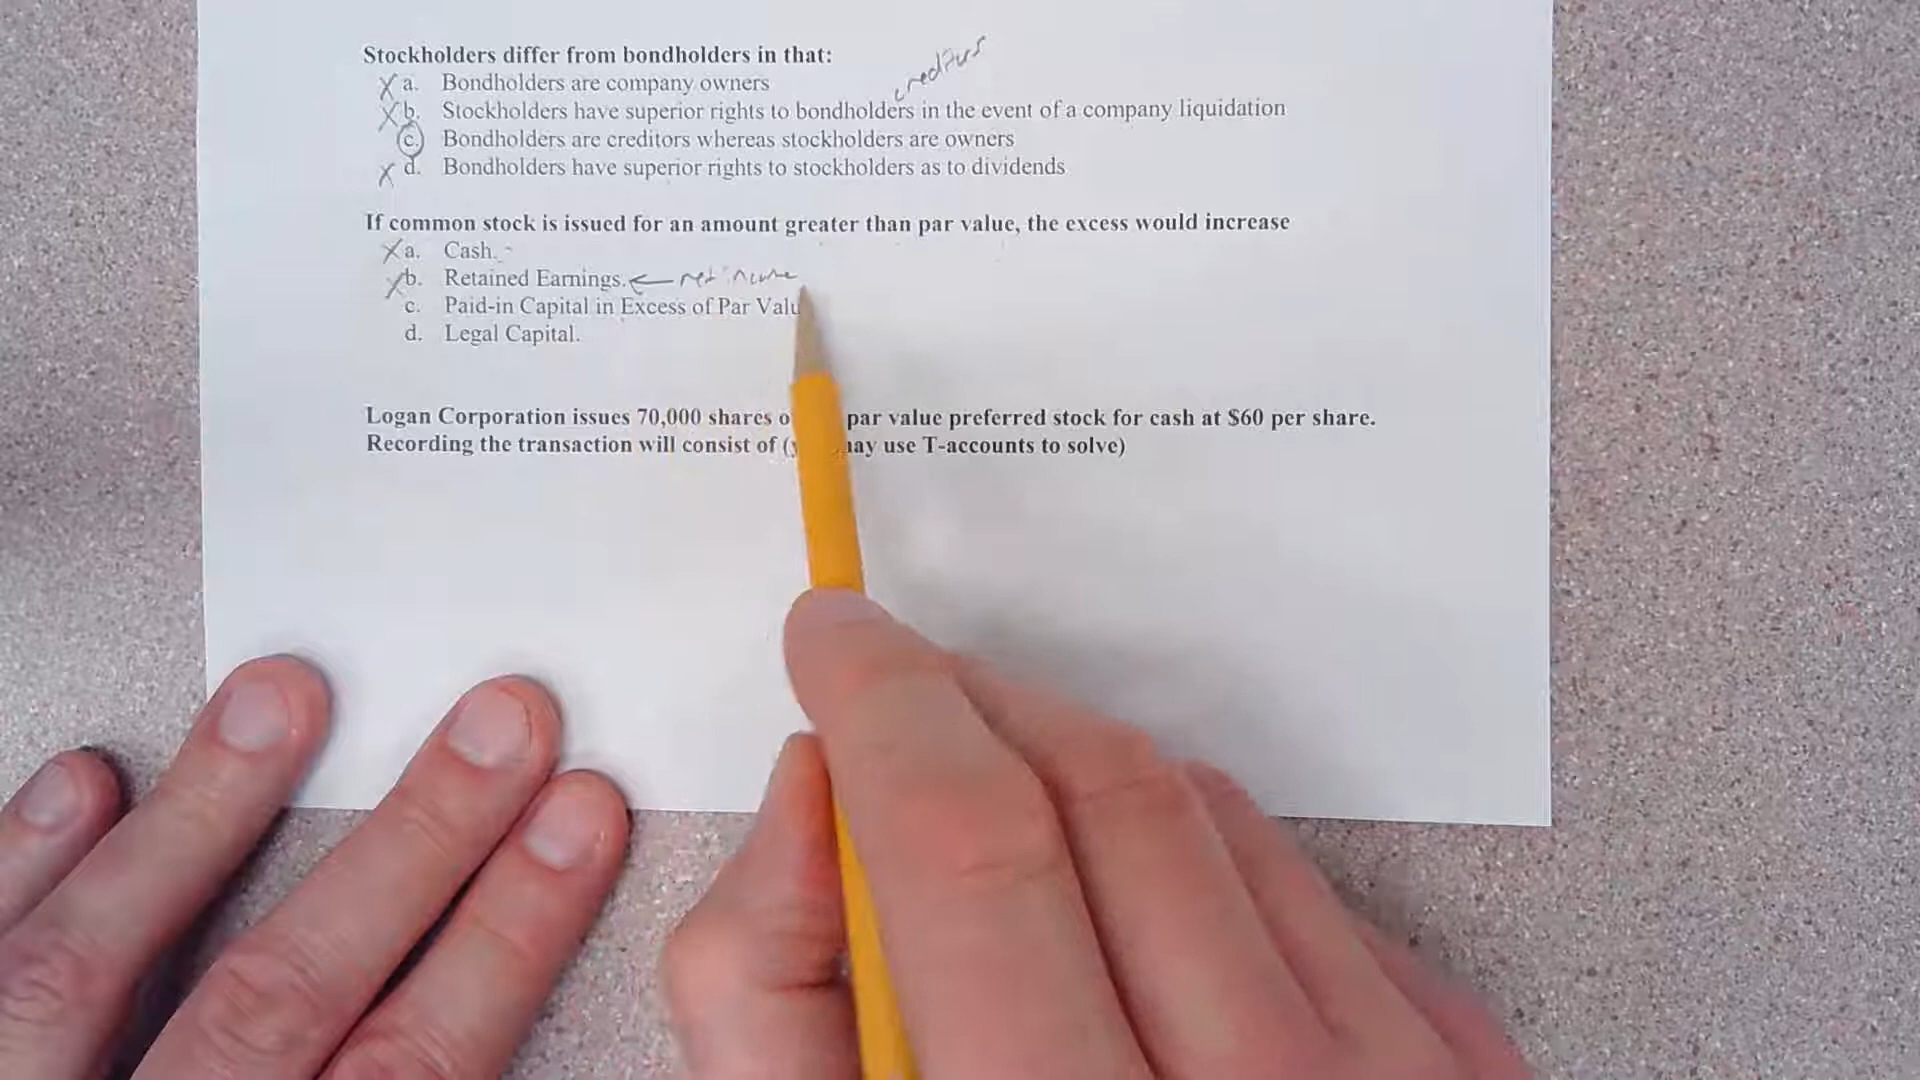 Stockholders differ from bondholders in that:
creditors
X a. Bondholders are company owners
X b. Stockholders have superior rights to bondholders in the event of a company liquidation
c. Bondholders are creditors whereas stockholders are owners
X d. Bondholders have superior rights to stockholders as to dividends
If common stock is issued for an amount greater than par value, the excess would increase
X a. Cash.
X b. Retained Earnings. ← net income
c. Paid-in Capital in Excess of Par Valu
d. Legal Capital.
Logan Corporation issues 70,000 shares par value preferred stock for cash at $60 per share.
Recording the transaction will consist of ( may use T-accounts to solve)